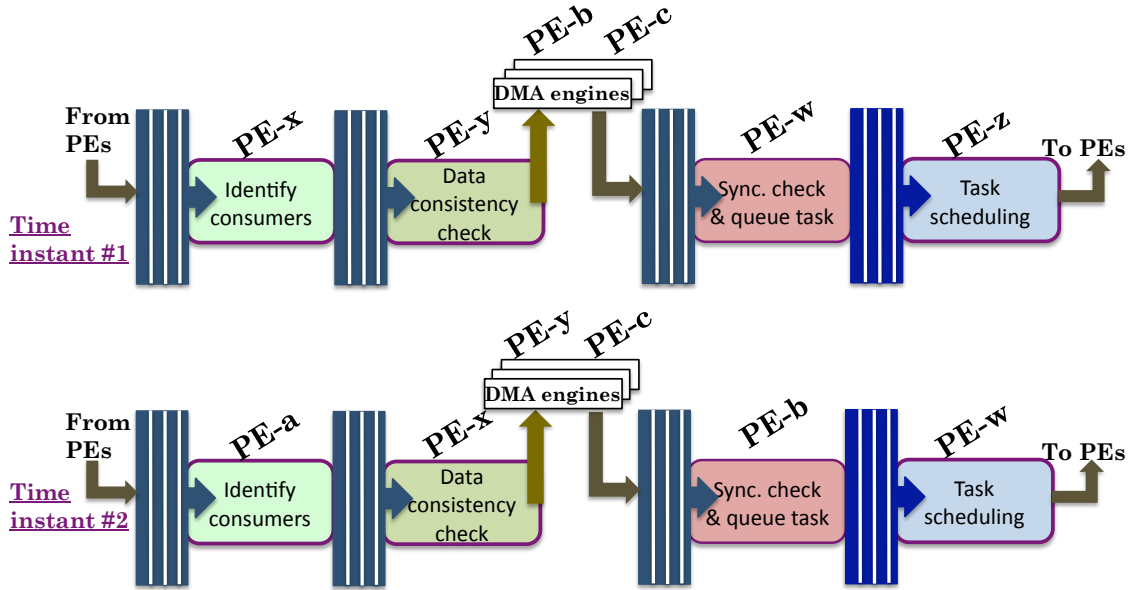 PE-b PE-c
DMA engines
From
PEs
PE-x
PE-y
PE-w
PE-z
To PEs
Identify
consumers
Data
consistency
check
Sync. check
& queue task
Task
scheduling
Time
instant #1
PE-y PE-c
DMA engines
From
PEs
PE-a
PE-x
PE-b
PE-w
To PEs
Identify
consumers
Data
consistency
check
Sync. check
& queue task
Task
scheduling
Time
instant #2